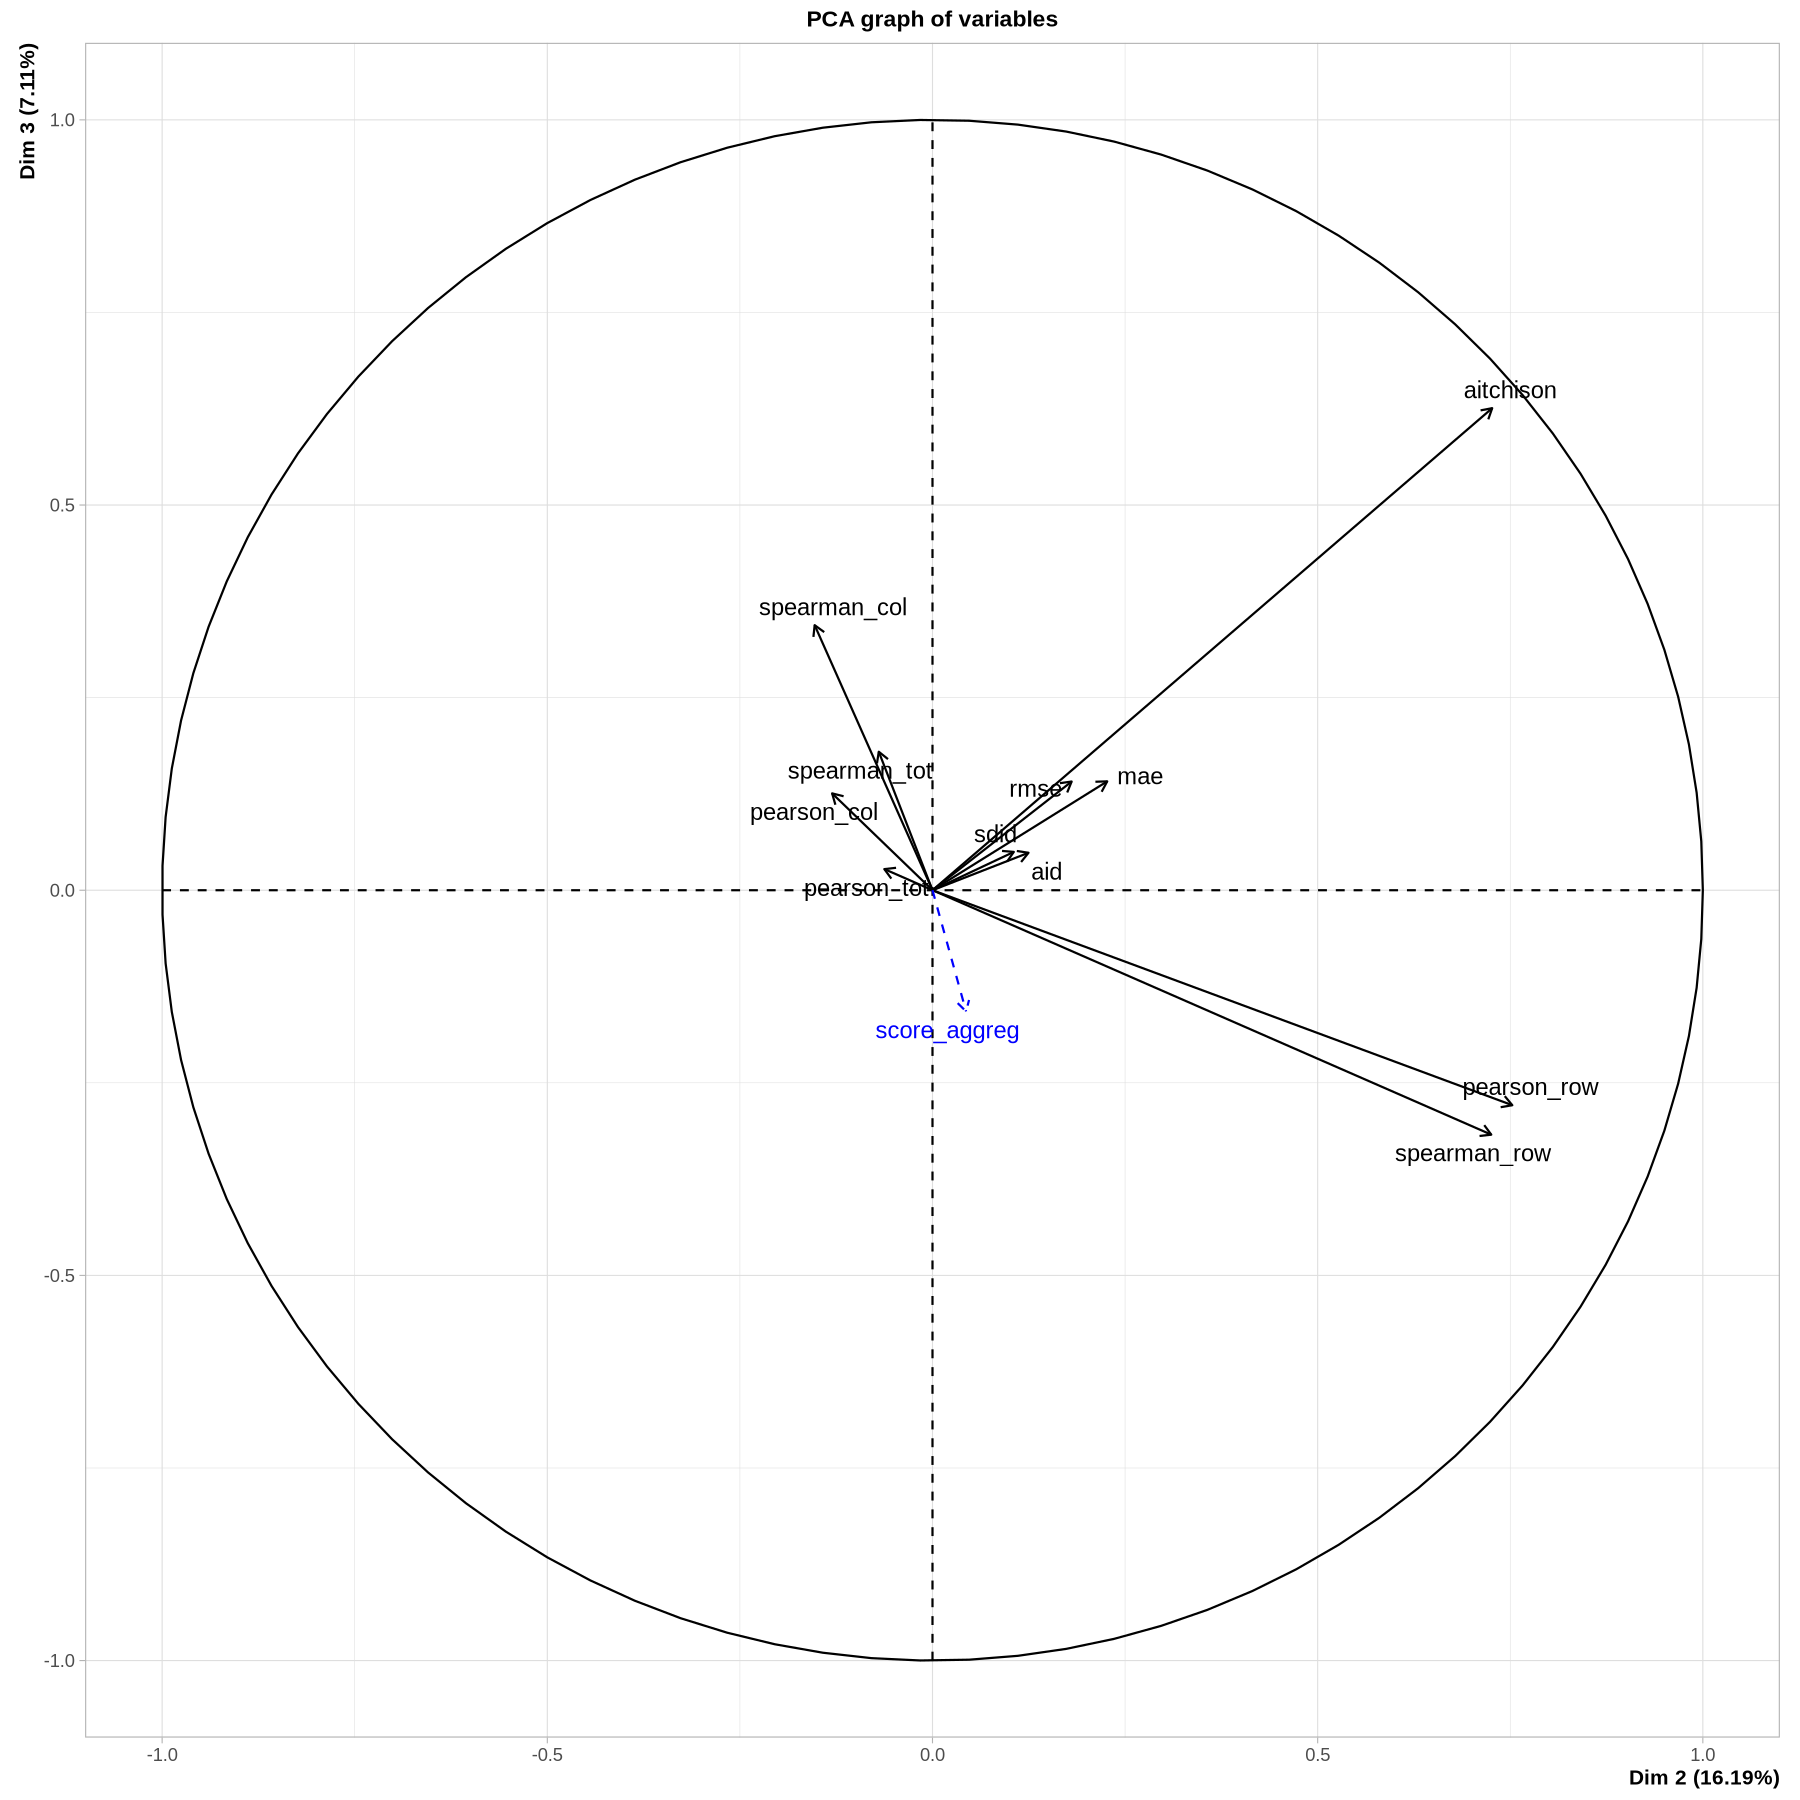 PCA graph of variables
Dim 3 (7.11%)
1.0
0.5
0.0
-0.5
-1.0
aitchison
spearman_col
spearman_tot
pearson_col
rmse
mae
sdid
aid
pearson_tot
score_aggreg
pearson_row
spearman_row
-1.0
-0.5
0.0
0.5
1.0
Dim 2 (16.19%)